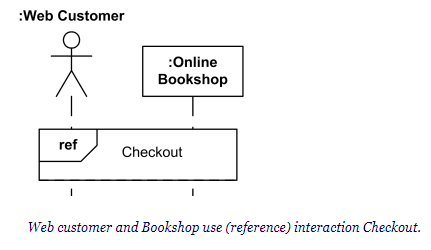 :Web Customer
:Online
Bookshop
ref
Checkout
Web customer and Bookshop use (reference) interaction Checkout.